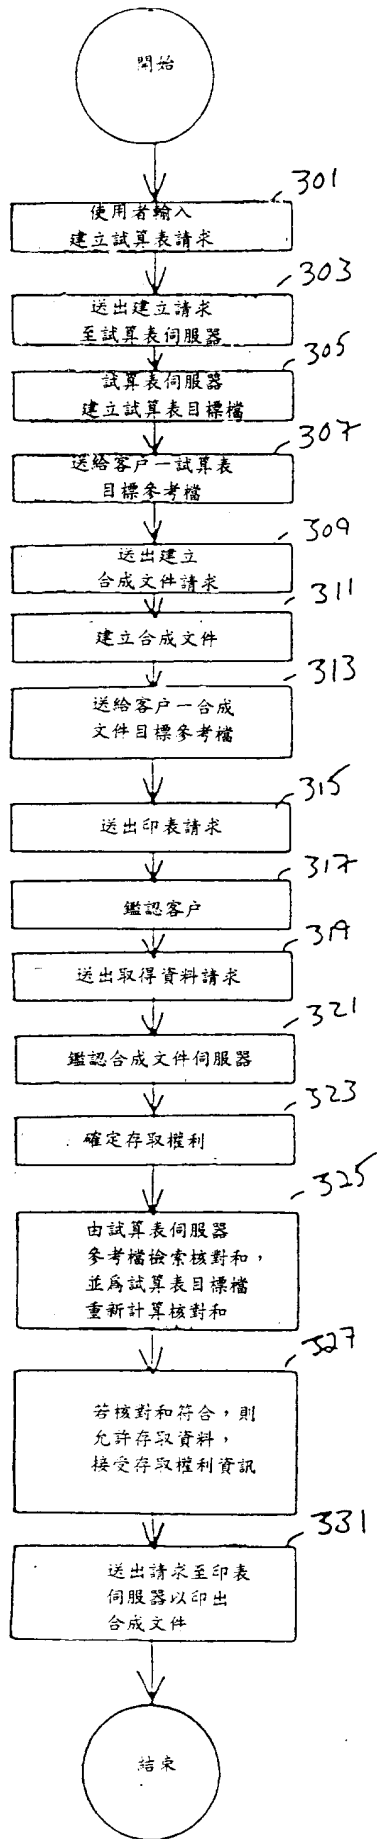 開始
301
使用者輸入
建立試算表請求
303
送出建立請求
至試算表伺服器
305
試算表伺服器
建立試算表目標檔
307
送給客戶一試算表
目標參考檔
309
送出建立
合成文件請求
311
建立合成文件
313
送給客戶一合成
文件目標參考檔
315
送出印表請求
317
鑑認客戶
319
送出取得資料請求
321
鑑認合成文件伺服器
323
確定存取權利
325
由試算表伺服器
參考檔檢索核對和，
並為試算表目標檔
重新計算核對和
327
若核對和符合，則
允許存取資料，
接受存取權利資訊
331
送出請求至印表
伺服器以印出
合成文件
結束